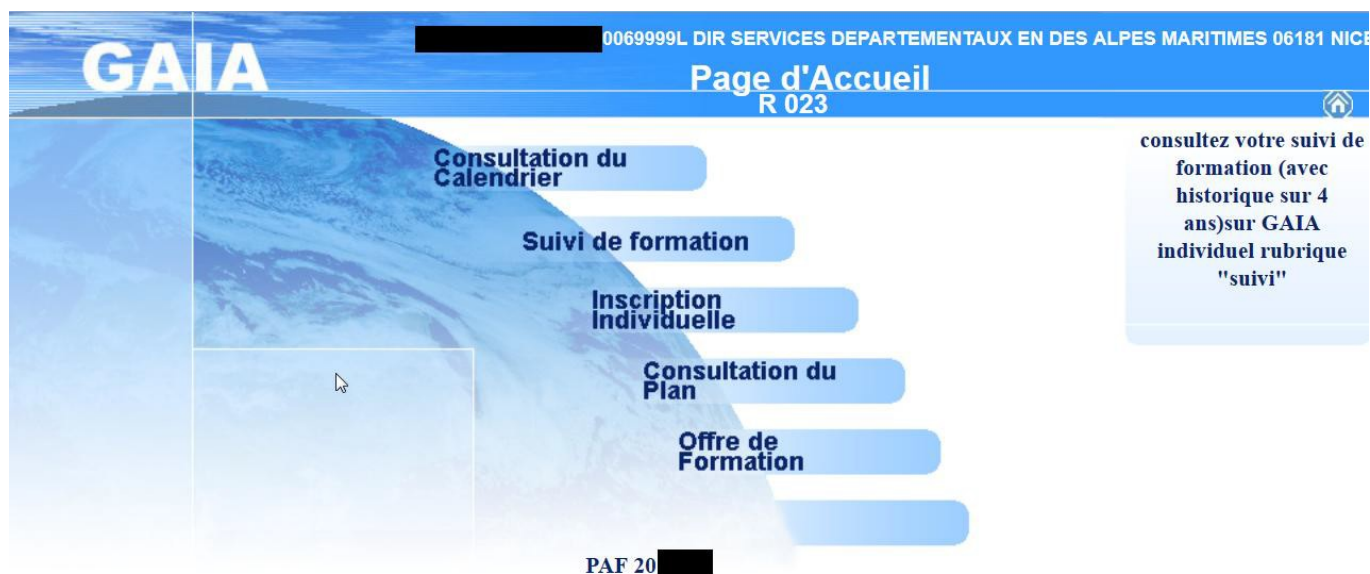 0069999L DIR SERVICES DEPARTEMENTAUX EN DES ALPES MARITIMES 06181 NICE
GAIA
Page d'Accueil
R 023
Consultation du
Calendrier
Suivi de formation
Inscription
Individuelle
Consultation du
Plan
Offre de
Formation
consultez votre suivi de
formation (avec
historique sur 4
ans)sur GAIA
individuel rubrique
"suivi"
PAF 20